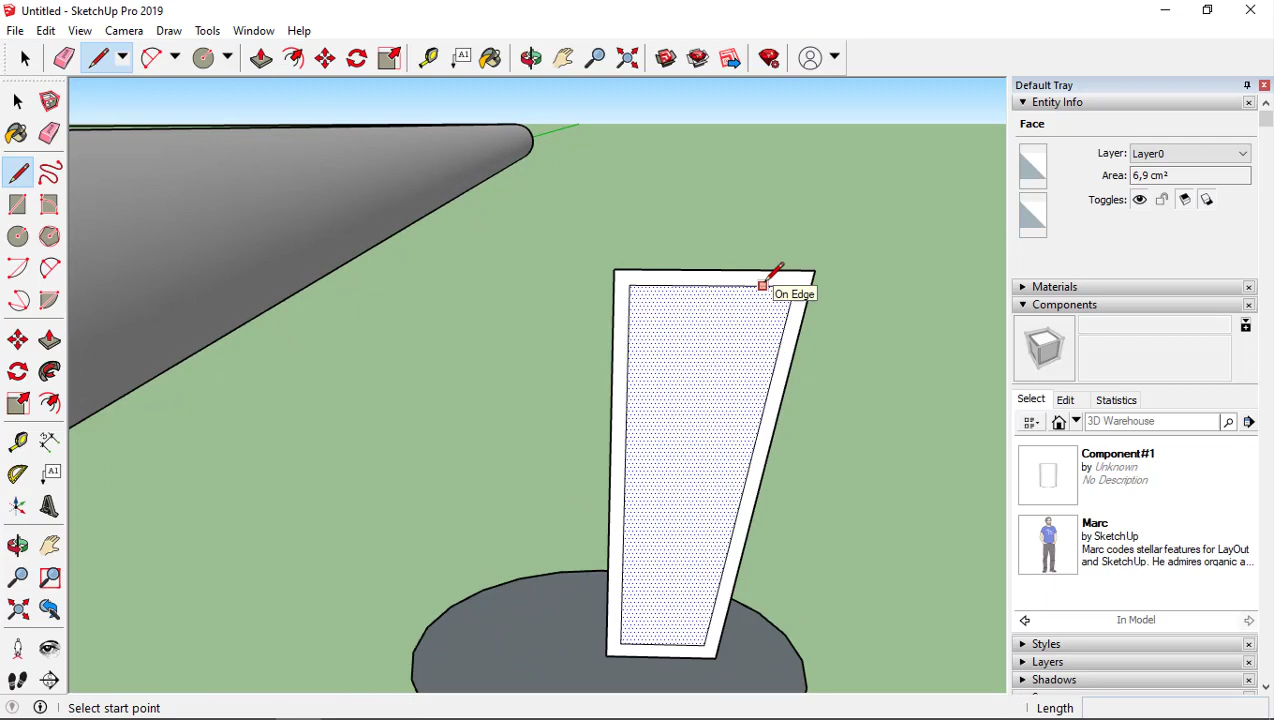 Untitled - SketchUp Pro 2019
File Edit View Camera Draw Tools Window Help
A1
Default Tray
Entity Info
Face
Layer: Layer0
Area: 6,9 cm²
Toggles:
Materials
Components
On Edge
Select Edit Statistics
3D Warehouse
Component#1
by Unknown
No Description
A1
Marc
by SketchUp
Marc codes stellar features for LayOut
and SketchUp. He admires organic a...
In Model
Styles
Layers
Shadows
Select start point
Length